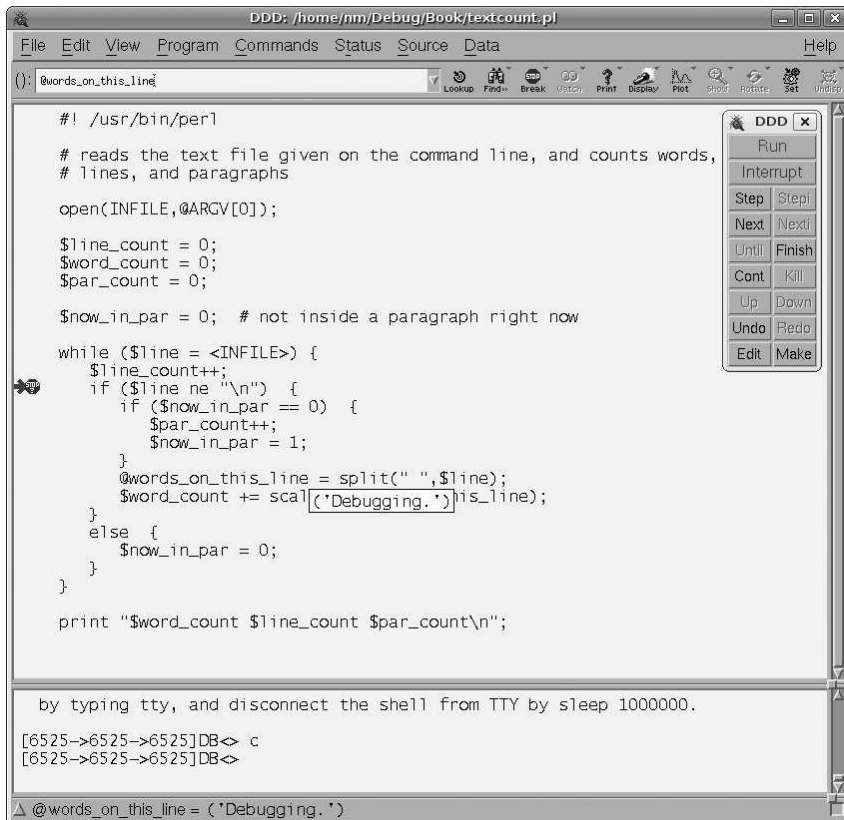 DDD: /home/nm/Debug/Book/textcount.pl
File Edit View Program Commands Status Source Data Help
(): @words_on_this_line
Lookup Find» Break Watch Print Display Plot Show Rotate Set Undisp
#! /usr/bin/perl
# reads the text file given on the command line, and counts words,
# lines, and paragraphs
open(INFILE,@ARGV[0]);
$line_count = 0;
$word_count = 0;
$par_count = 0;
$now_in_par = 0;  # not inside a paragraph right now
while ($line = <INFILE>) {
   $line_count++;
   if ($line ne "\n")  {
      if ($now_in_par == 0)  {
         $par_count++;
         $now_in_par = 1;
      }
      @words_on_this_line = split(" ",$line);
      $word_count += scal ('Debugging.') his_line);
   }
   else  {
      $now_in_par = 0;
   }
}
print "$word_count $line_count $par_count\n";
DDD
Run
Interrupt
Step Stepi
Next Nexti
Until Finish
Cont Kill
Up Down
Undo Redo
Edit Make
by typing tty, and disconnect the shell from TTY by sleep 1000000.
[6525->6525->6525]DB<> c
[6525->6525->6525]DB<>
@words_on_this_line = ('Debugging.')